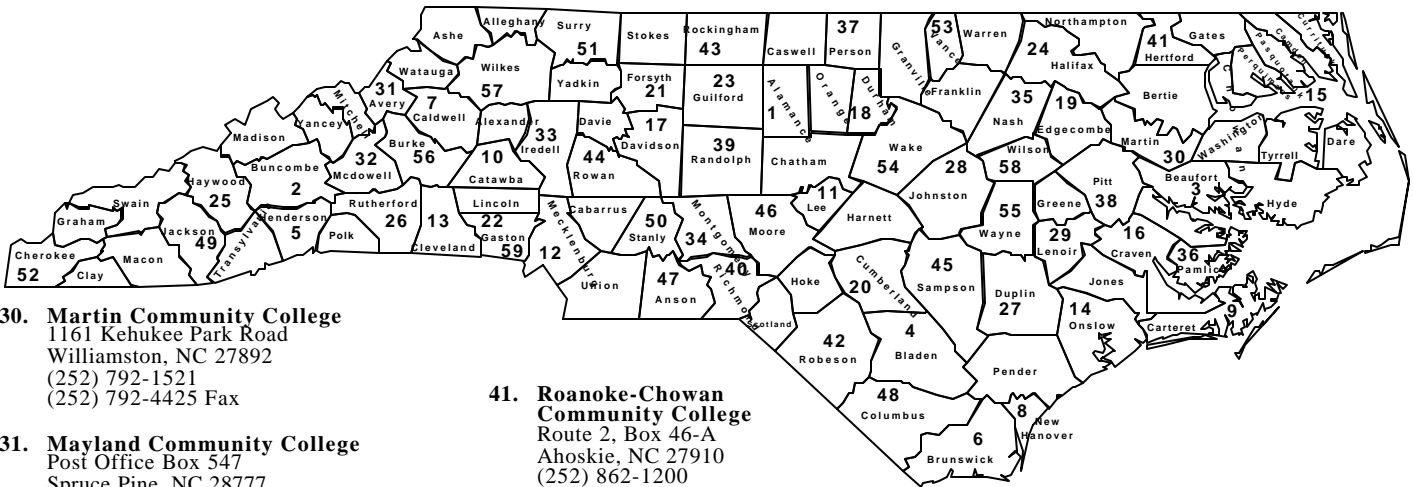 Ashe
Alleghany
Surry
51
Stokes
Rockingham
43
Caswell
37
Person
Granville
53
Vance
Warren
Northampton
24
Halifax
41
Hertford
Gates
Currituck
Camden
Pasquotank
Perquimans
15
Watauga
Wilkes
57
Yadkin
Forsyth
21
23
Guilford
Alamance
1
Orange
Durham
18
Franklin
35
Nash
19
Edgecombe
Bertie
Mitchell
31
Avery
7
Caldwell
Alexander
33
Iredell
Davie
17
Davidson
39
Randolph
Chatham
Wake
54
28
Johnston
Wilson
58
Martin
30
Washington
Tyrrell
Dare
Madison
Yancey
Buncombe
2
32
Mcdowell
Burke
56
10
Catawba
44
Rowan
11
Lee
Harnett
55
Wayne
Greene
Pitt
38
Beaufort
3
Hyde
Haywood
25
Swain
Graham
Cherokee
52
Clay
Macon
Jackson
49
Transylvania
Henderson
5
Polk
Rutherford
26
13
Cleveland
Lincoln
22
Gaston
59
Mecklenburg
12
Cabarrus
Union
50
Stanly
Montgomery
34
46
Moore
47
Anson
40
Richmond
Scotland
Hoke
Cumberland
20
45
Sampson
Duplin
27
29
Lenoir
16
Craven
36
Pamlico
Jones
14
Onslow
Carteret
9
42
Robeson
4
Bladen
Pender
48
Columbus
6
Brunswick
8
New
Hanover
30. Martin Community College
1161 Kehukee Park Road
Williamston, NC 27892
(252) 792-1521
(252) 792-4425 Fax
31. Mayland Community College
Post Office Box 547
Spruce Pine, NC 28777
41. Roanoke-Chowan
Community College
Route 2, Box 46-A
Ahoskie, NC 27910
(252) 862-1200